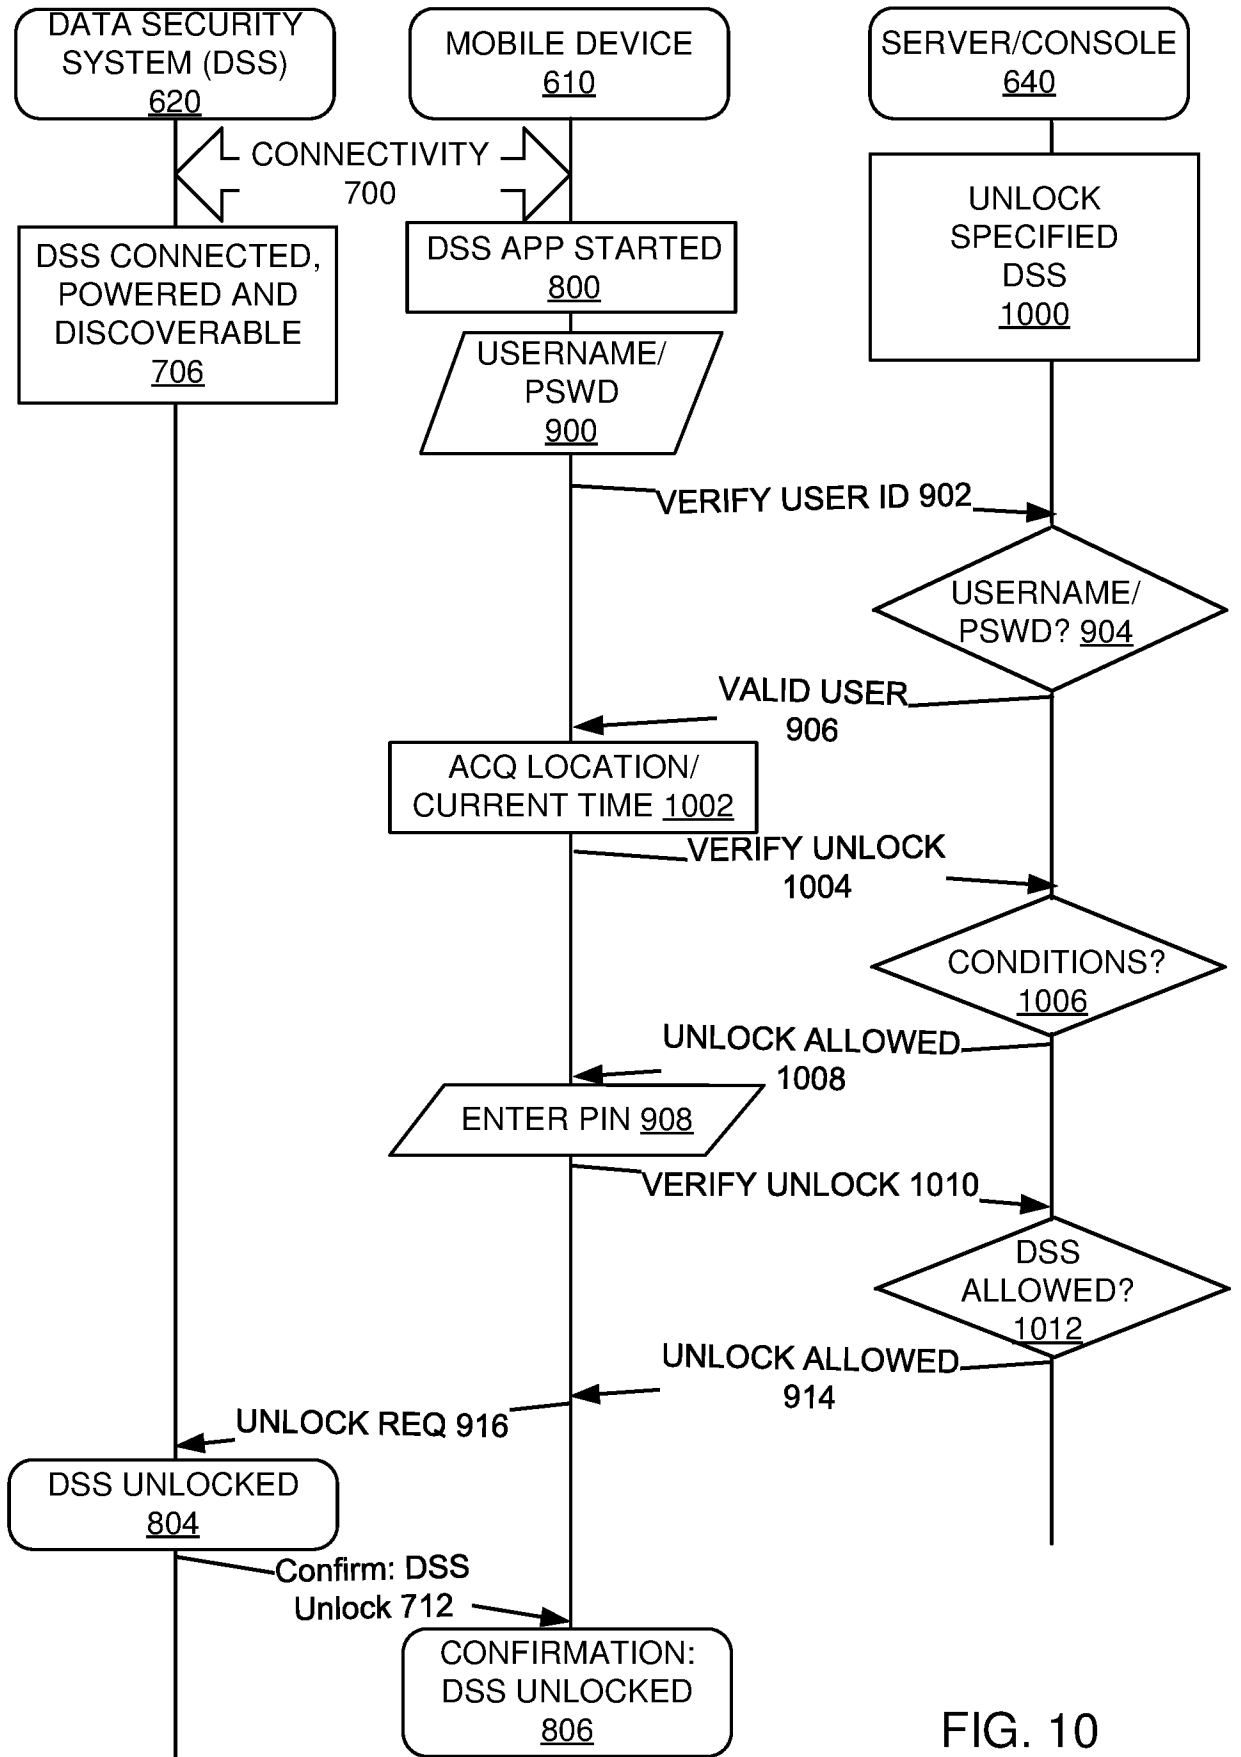 DATA SECURITY
SYSTEM (DSS)
620
MOBILE DEVICE
610
SERVER/CONSOLE
640
CONNECTIVITY
700
UNLOCK
SPECIFIED
DSS
1000
DSS CONNECTED,
POWERED AND
DISCOVERABLE
706
DSS APP STARTED
800
USERNAME/
PSWD
900
VERIFY USER ID 902
USERNAME/
PSWD? 904
VALID USER
906
ACQ LOCATION/
CURRENT TIME 1002
VERIFY UNLOCK
1004
CONDITIONS?
1006
UNLOCK ALLOWED
1008
ENTER PIN 908
VERIFY UNLOCK 1010
DSS
ALLOWED?
1012
UNLOCK ALLOWED
914
UNLOCK REQ 916
DSS UNLOCKED
804
Confirm: DSS
Unlock 712
CONFIRMATION:
DSS UNLOCKED
806
FIG. 10